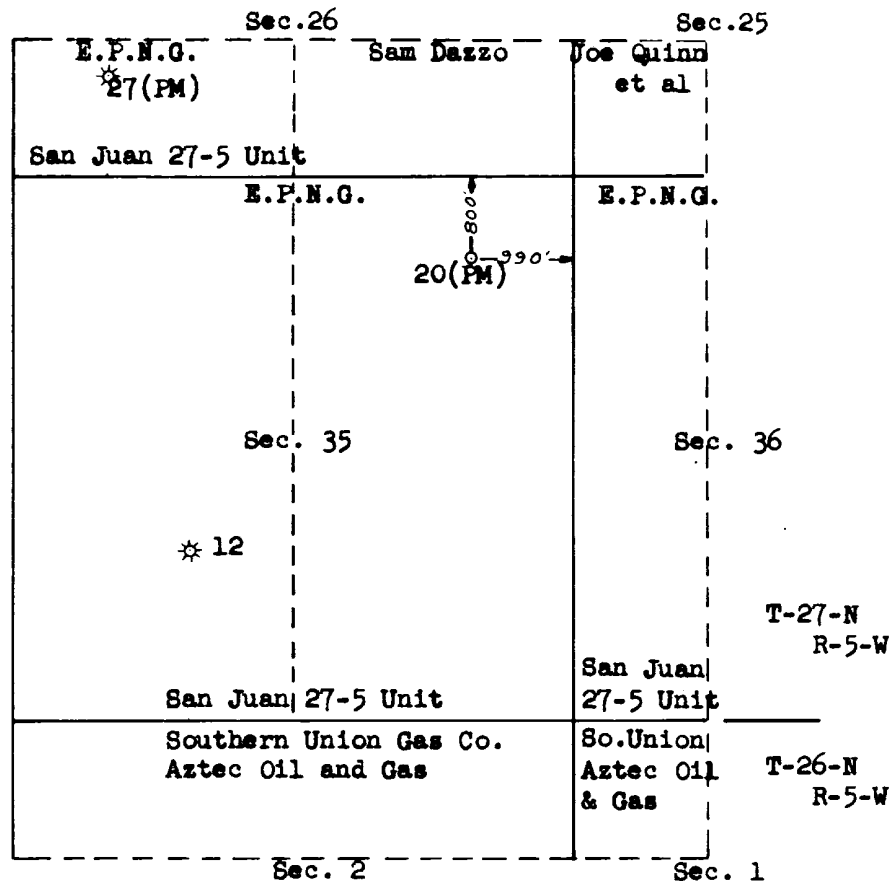 Sec.26
Sec.25
E.P.N.G.
Sam Dazzo
Joe Quinn
et al
27(PM)
San Juan 27-5 Unit
E.P.N.G.
E.P.N.G.
800'
990'
20(PM)
Sec. 35
Sec. 36
12
T-27-N
R-5-W
San Juan 27-5 Unit
San Juan
27-5 Unit
Southern Union Gas Co.
Aztec Oil and Gas
So.Union
Aztec Oil
& Gas
T-26-N
R-5-W
Sec. 2
Sec. 1